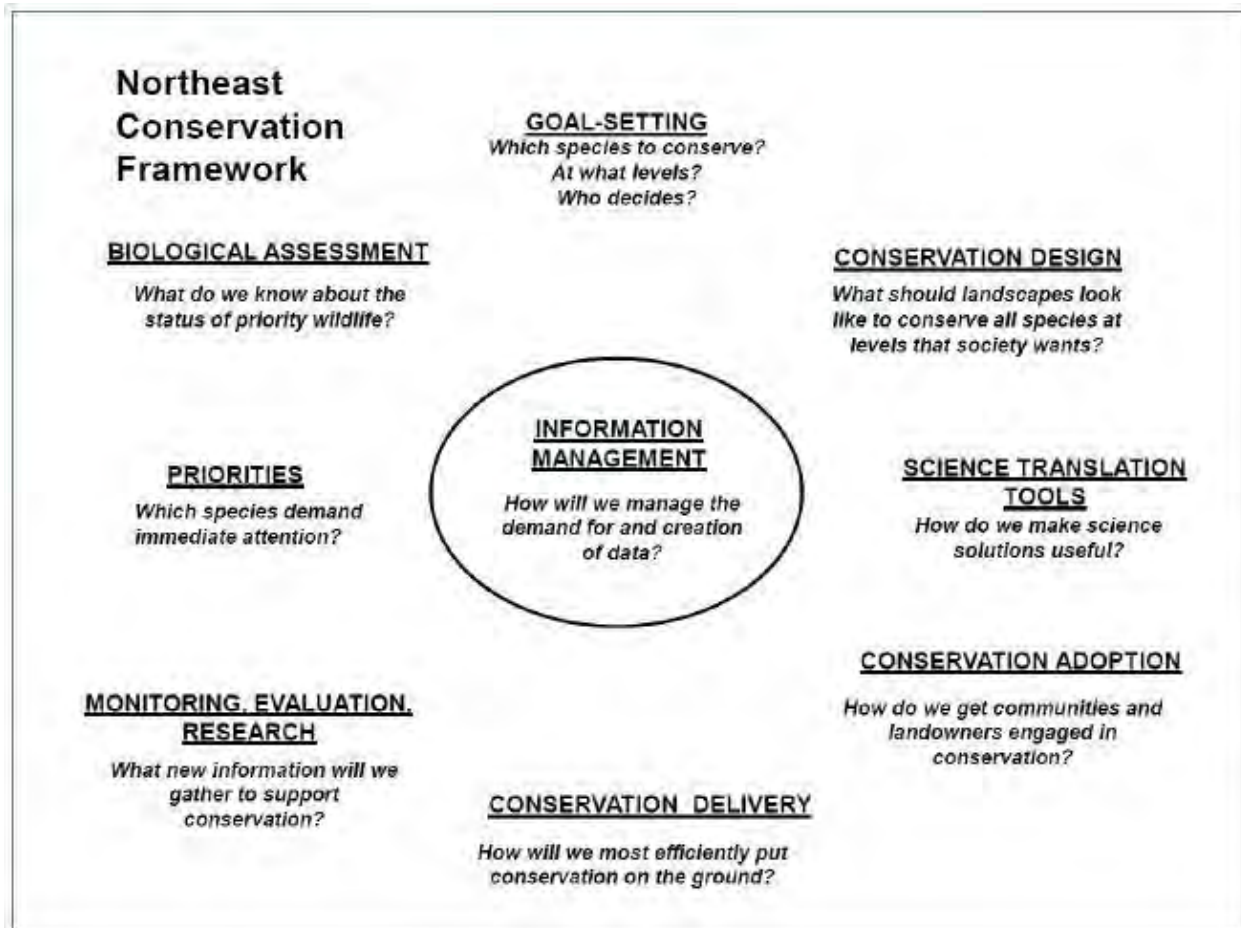 Northeast
Conservation
Framework
GOAL-SETTING
Which species to conserve?
At what levels?
Who decides?
BIOLOGICAL ASSESSMENT
What do we know about the
status of priority wildlife?
CONSERVATION DESIGN
What should landscapes look
like to conserve all species at
levels that society wants?
INFORMATION
MANAGEMENT
How will we manage the
demand for and creation
of data?
PRIORITIES
Which species demand
immediate attention?
SCIENCE TRANSLATION
TOOLS
How do we make science
solutions useful?
CONSERVATION ADOPTION
How do we get communities and
landowners engaged in
conservation?
MONITORING, EVALUATION,
RESEARCH
What new information will we
gather to support
conservation?
CONSERVATION DELIVERY
How will we most efficiently put
conservation on the ground?